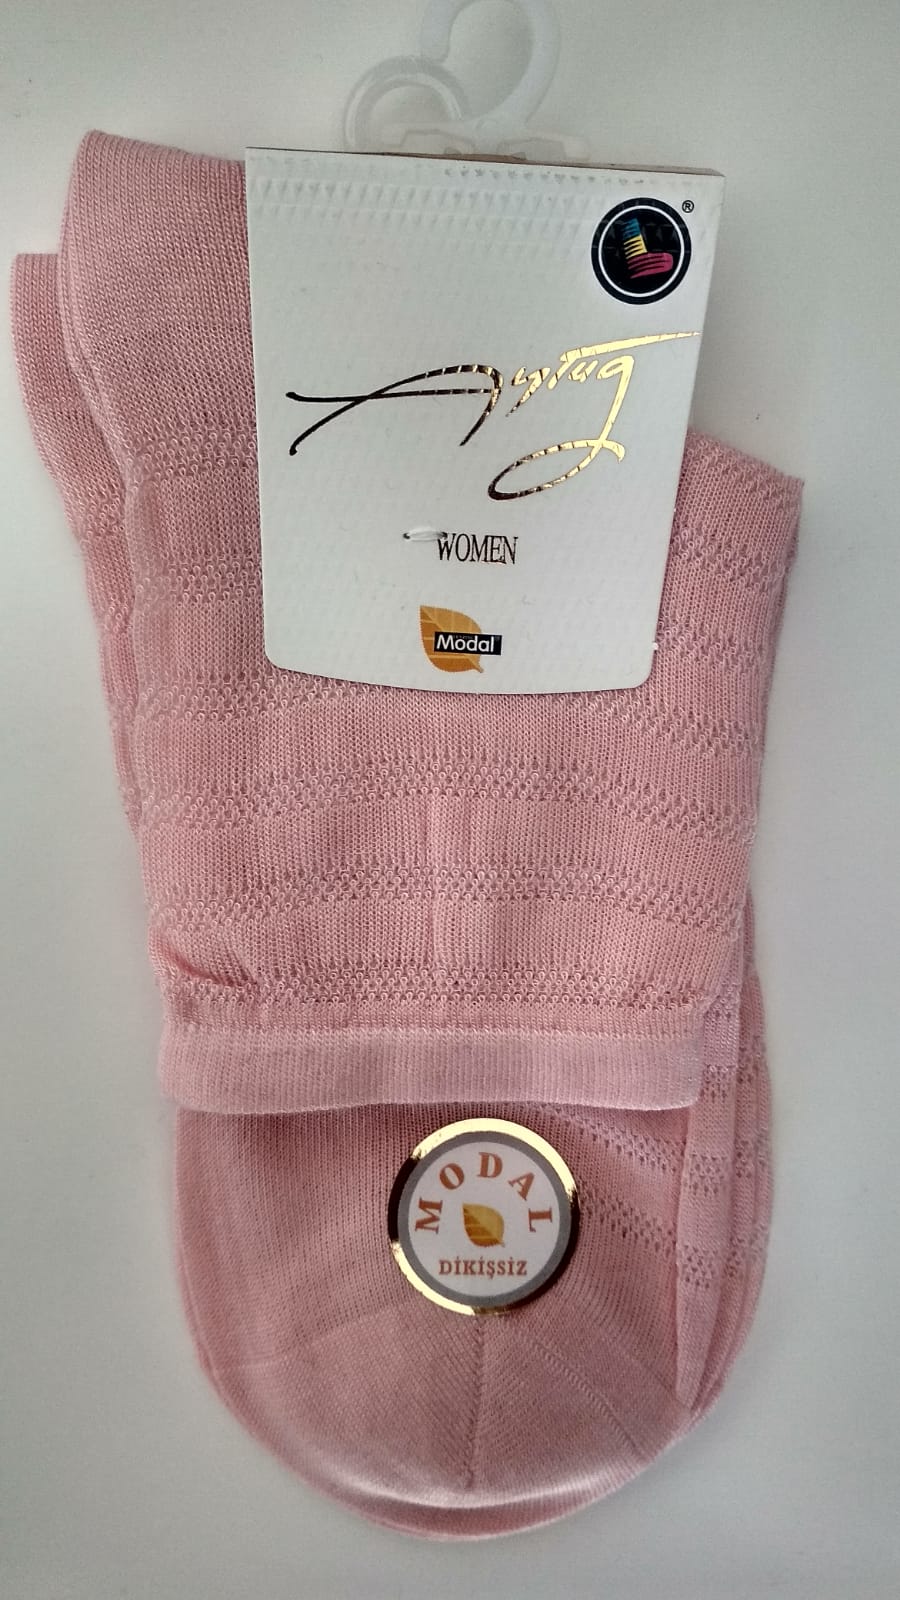 ®
Aytuğ
WOMEN
Modal
MODAL
DİKİŞSİZ